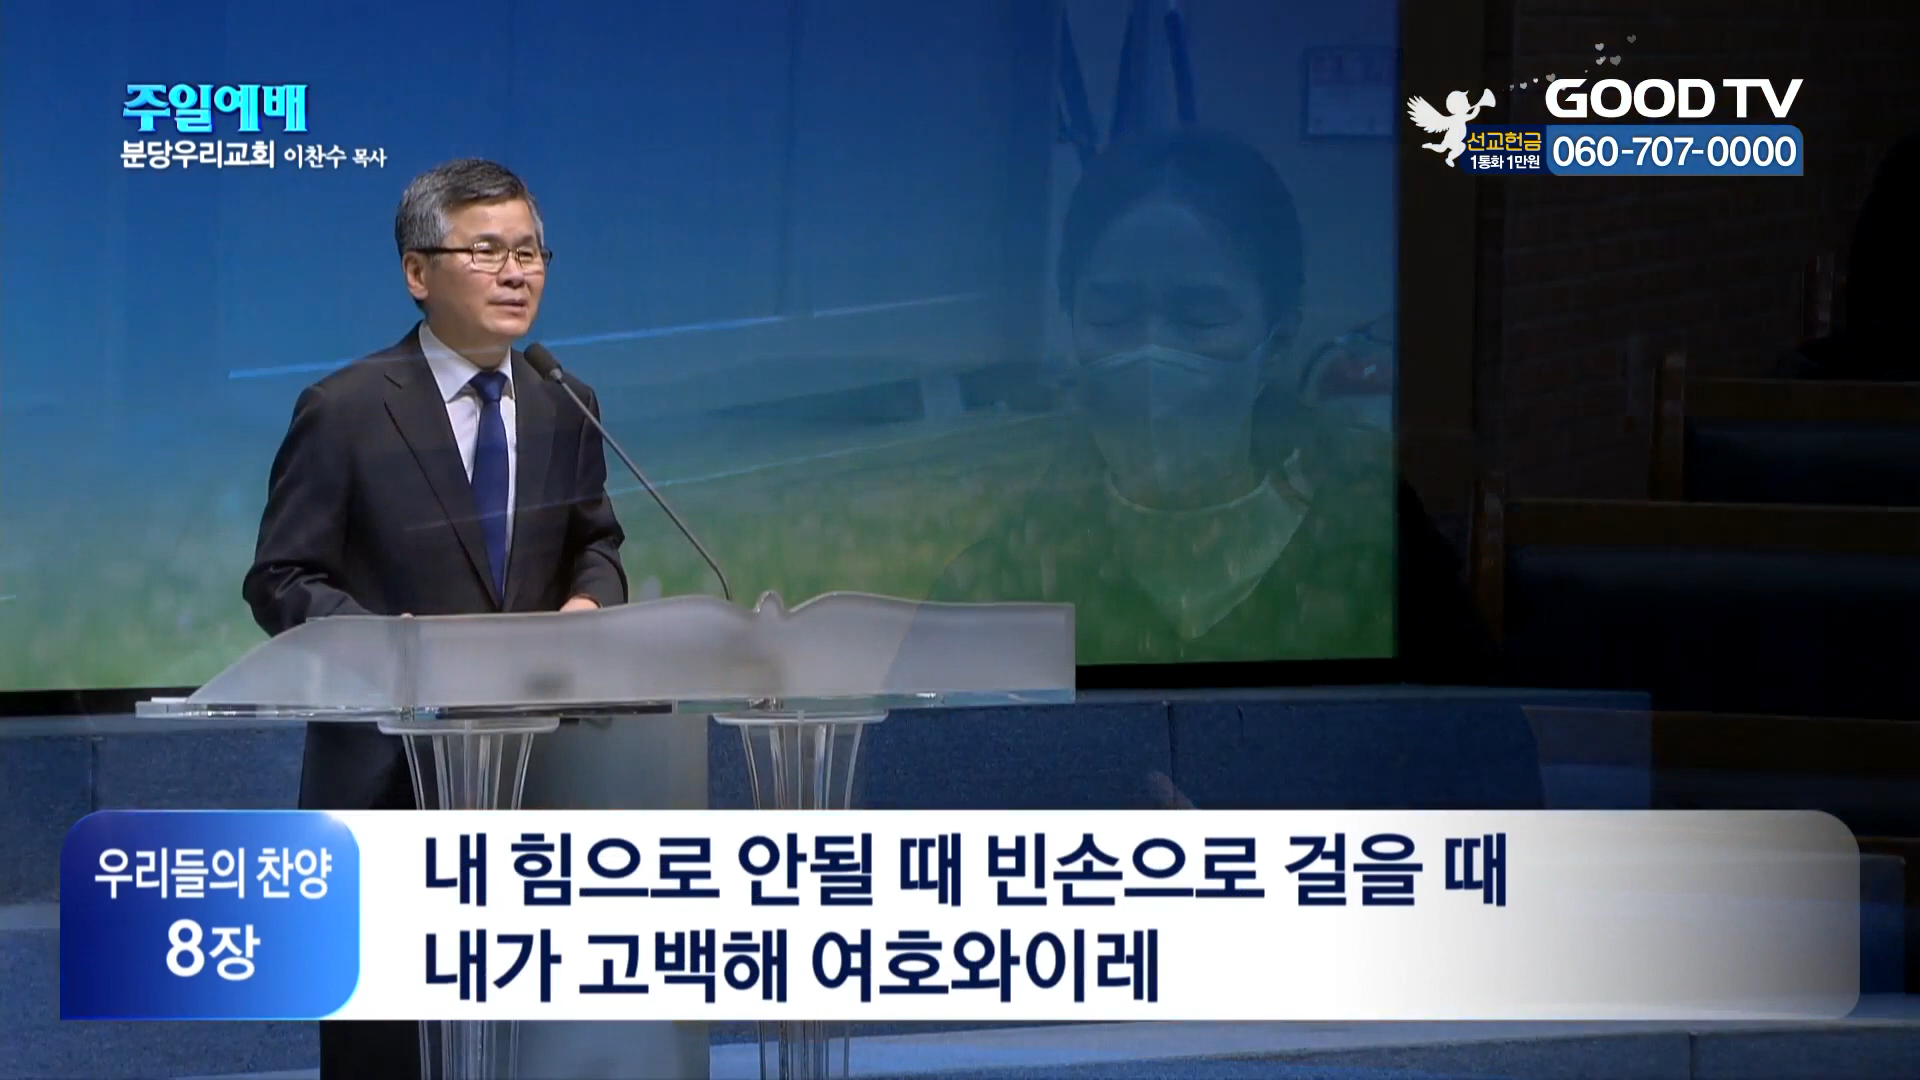 주일예배
분당우리교회 이찬수 목사
GOOD TV
선교헌금
1통화 1만원
060-707-0000
우리들의 찬양
8장
내 힘으로 안될 때 빈손으로 걸을 때
내가 고백해 여호와이레